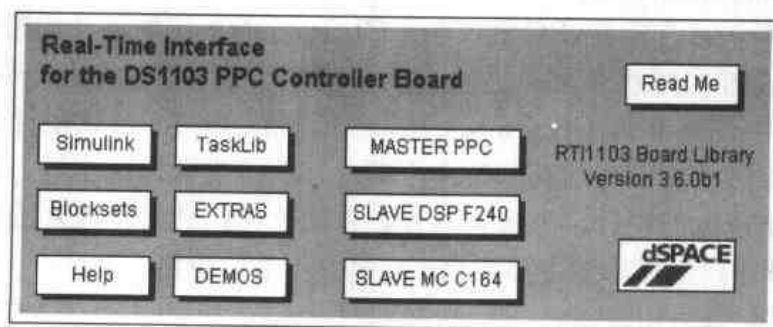 Real-Time Interface
for the DS1103 PPC Controller Board
Read Me
Simulink
TaskLib
MASTER PPC
RTI1103 Board Library
Version 3.6.0b1
Blocksets
EXTRAS
SLAVE DSP F240
Help
DEMOS
SLAVE MC C164
dSPACE